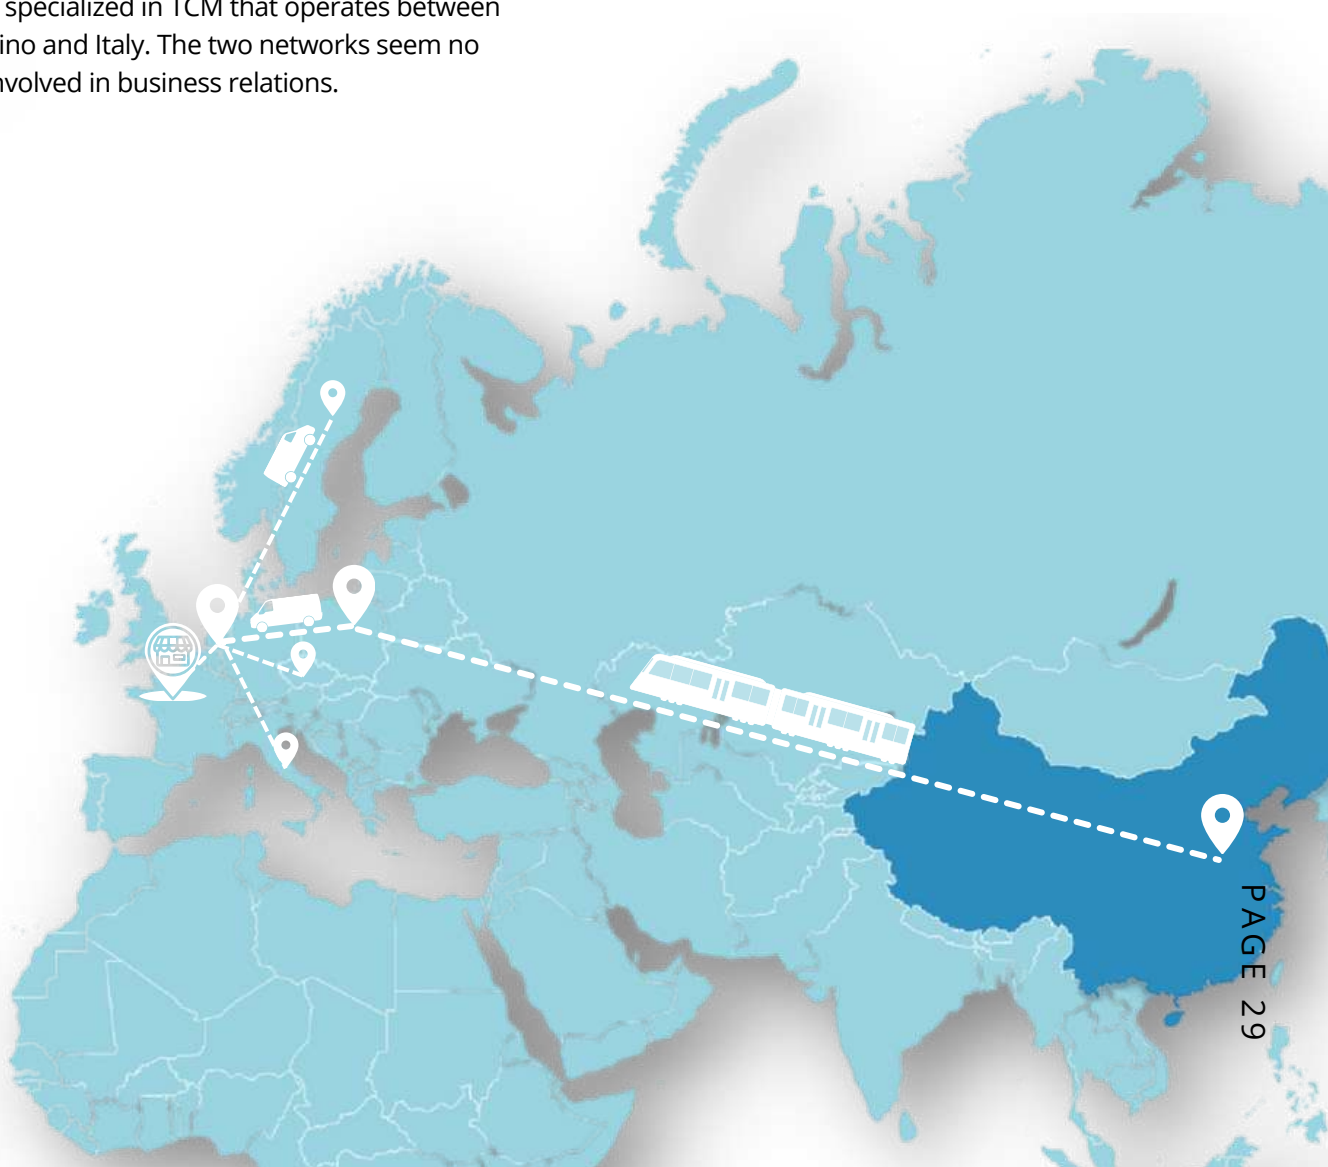 specialized in TCM that operates between
ino and Italy. The two networks seem no
nvolved in business relations.
PAGE 29